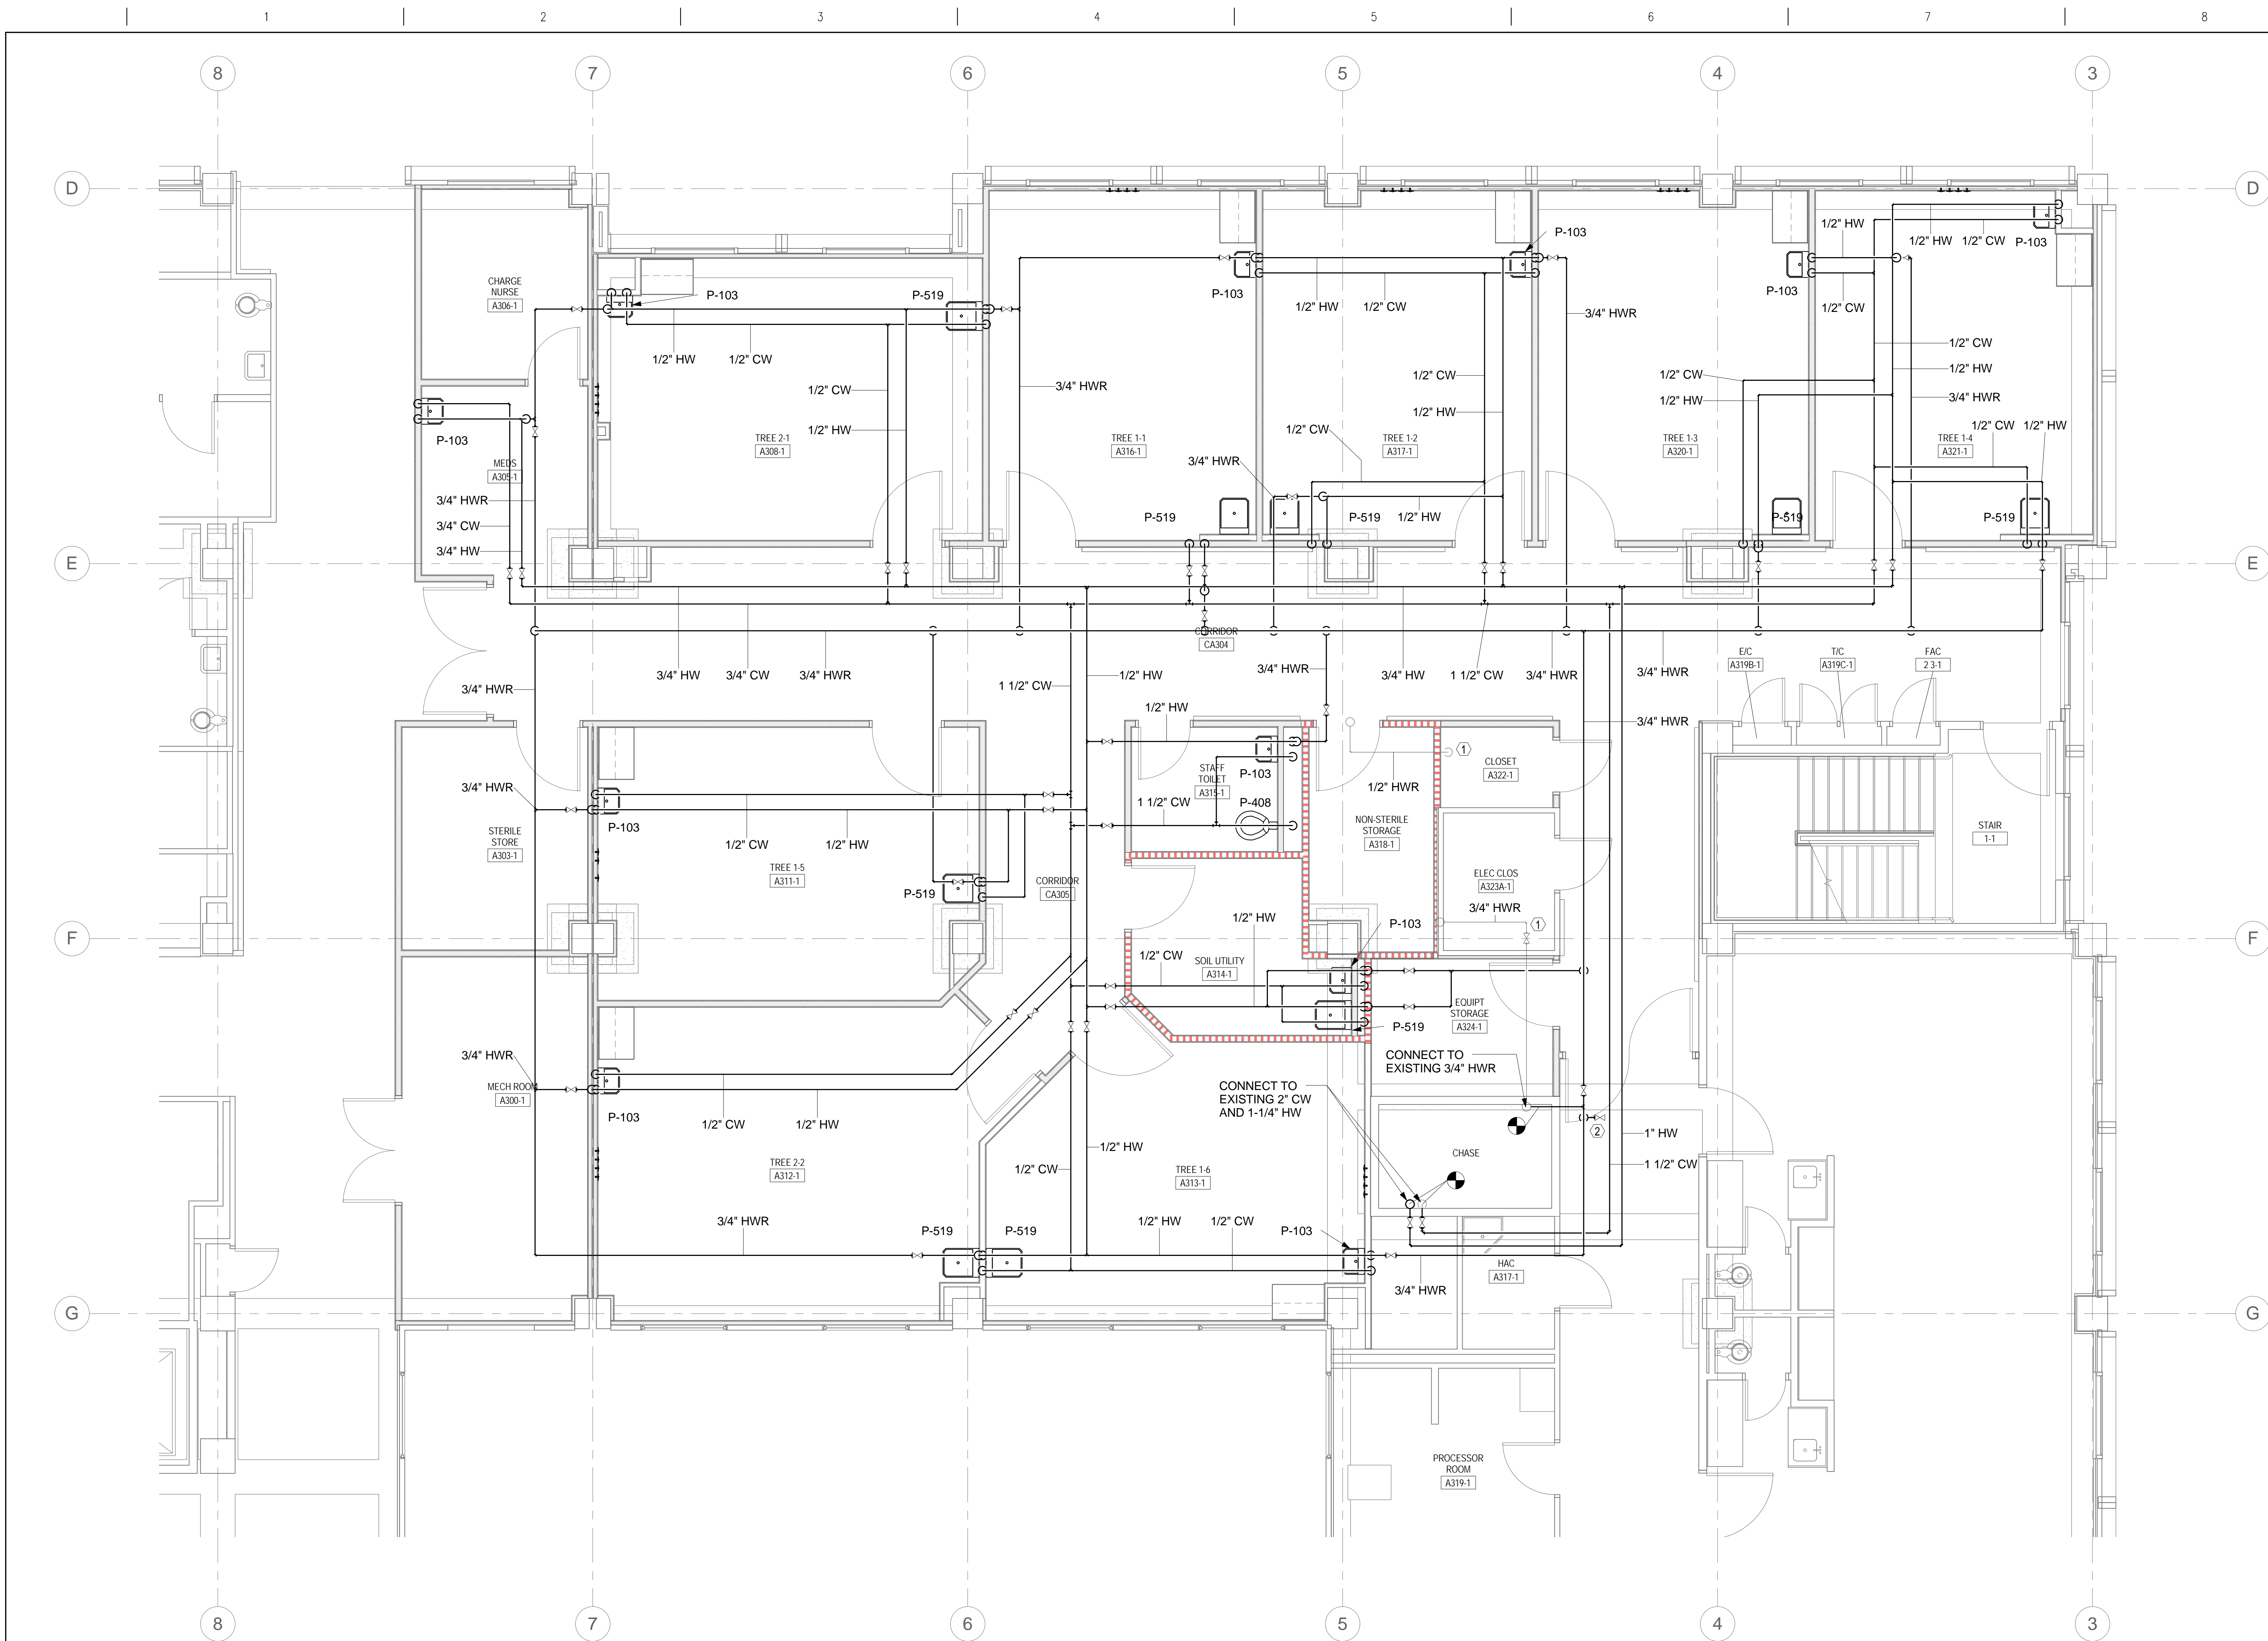 1 2 3 4 5 6 7 8
8 7 6 5 4 3
D D
P-103
1/2" HW
1/2" HW 1/2" CW P-103
CHARGE
NURSE
A306-1
P-103 P-519
P-103
P-103
1/2" HW 1/2" CW
1/2" CW
3/4" HWR
1/2" HW 1/2" CW
1/2" CW
1/2" CW
3/4" HWR
1/2" CW
1/2" CW
1/2" HW
1/2" HW
1/2" HW
3/4" HWR
1/2" HW
1/2" CW
1/2" CW 1/2" HW
P-103
TREE 2-1
A308-1
TREE 1-1
A316-1
TREE 1-2
A317-1
TREE 1-3
A320-1
TREE 1-4
A321-1
MEDS
A305-1
3/4" HWR
3/4" HWR
3/4" CW
3/4" HW
P-519
P-519
1/2" HW
P-519
P-519
E E
CORRIDOR
CA304
3/4" HW 3/4" CW 3/4" HWR
3/4" HWR
1 1/2" CW
1/2" HW
3/4" HWR
3/4" HW 1 1/2" CW 3/4" HWR
3/4" HWR
E/C
A319B-1
T/C
A319C-1
FAC
2 3-1
1/2" HW
3/4" HWR
1
STAFF
TOILET
A315-1
P-103
CLOSET
A322-1
3/4" HWR
1/2" HWR
1 1/2" CW
P-408
P-103
STERILE
STORE
A303-1
1/2" CW 1/2" HW
NON-STERILE
STORAGE
A318-1
STAIR
1-1
TREE 1-5
A311-1
P-519
CORRIDOR
CA305
ELEC CLOS
A323A-1
3/4" HWR
1
1/2" HW
P-103
F F
1/2" CW
SOIL UTILITY
A314-1
EQUIPT
STORAGE
A324-1
P-519
3/4" HWR
CONNECT TO
EXISTING 3/4" HWR
MECH ROOM
A300-1
CONNECT TO
EXISTING 2" CW
AND 1-1/4" HW
P-103
1/2" CW 1/2" HW
2
1" HW
1/2" HW
CHASE
1 1/2" CW
TREE 2-2
A312-1
1/2" CW
TREE 1-6
A313-1
3/4" HWR
P-519 P-519
1/2" HW 1/2" CW
P-103
HAC
A317-1
3/4" HWR
G G
PROCESSOR
ROOM
A319-1
8 7 6 5 4 3